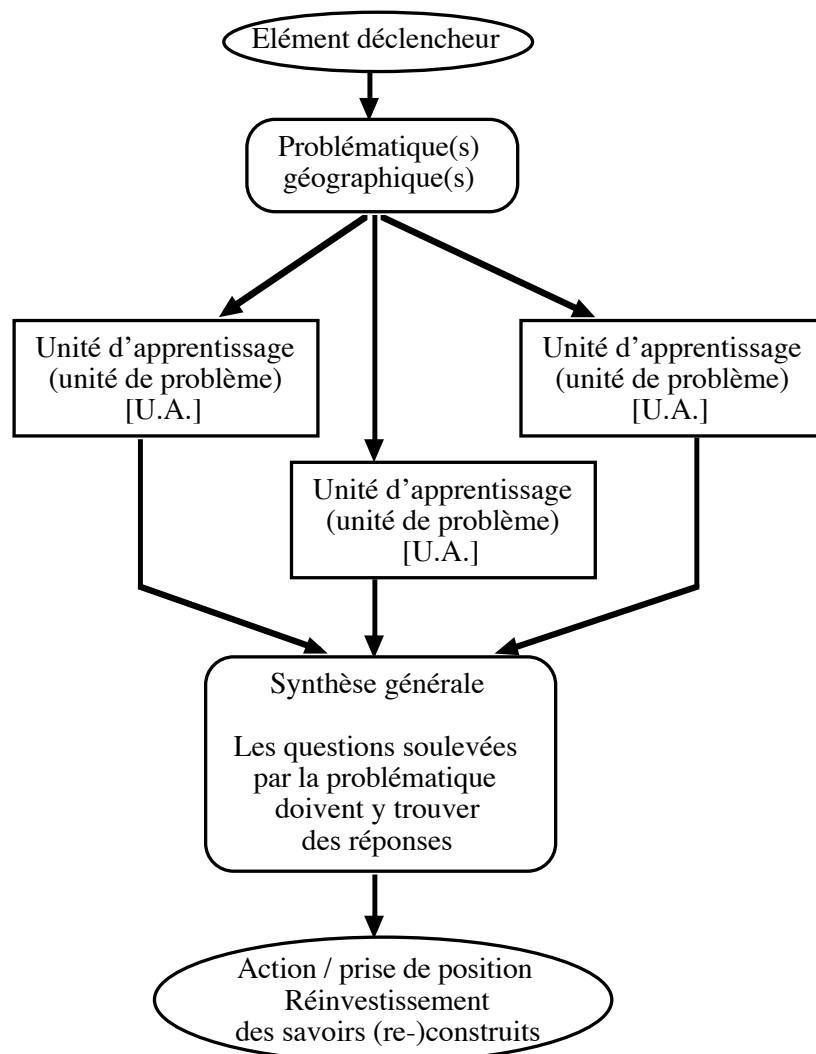 Elément déclencheur
Problématique(s)
géographique(s)
Unité d’apprentissage
(unité de problème)
[U.A.]
Unité d’apprentissage
(unité de problème)
[U.A.]
Unité d’apprentissage
(unité de problème)
[U.A.]
Synthèse générale
Les questions soulevées
par la problématique
doivent y trouver
des réponses
Action / prise de position
Réinvestissement
des savoirs (re-)construits